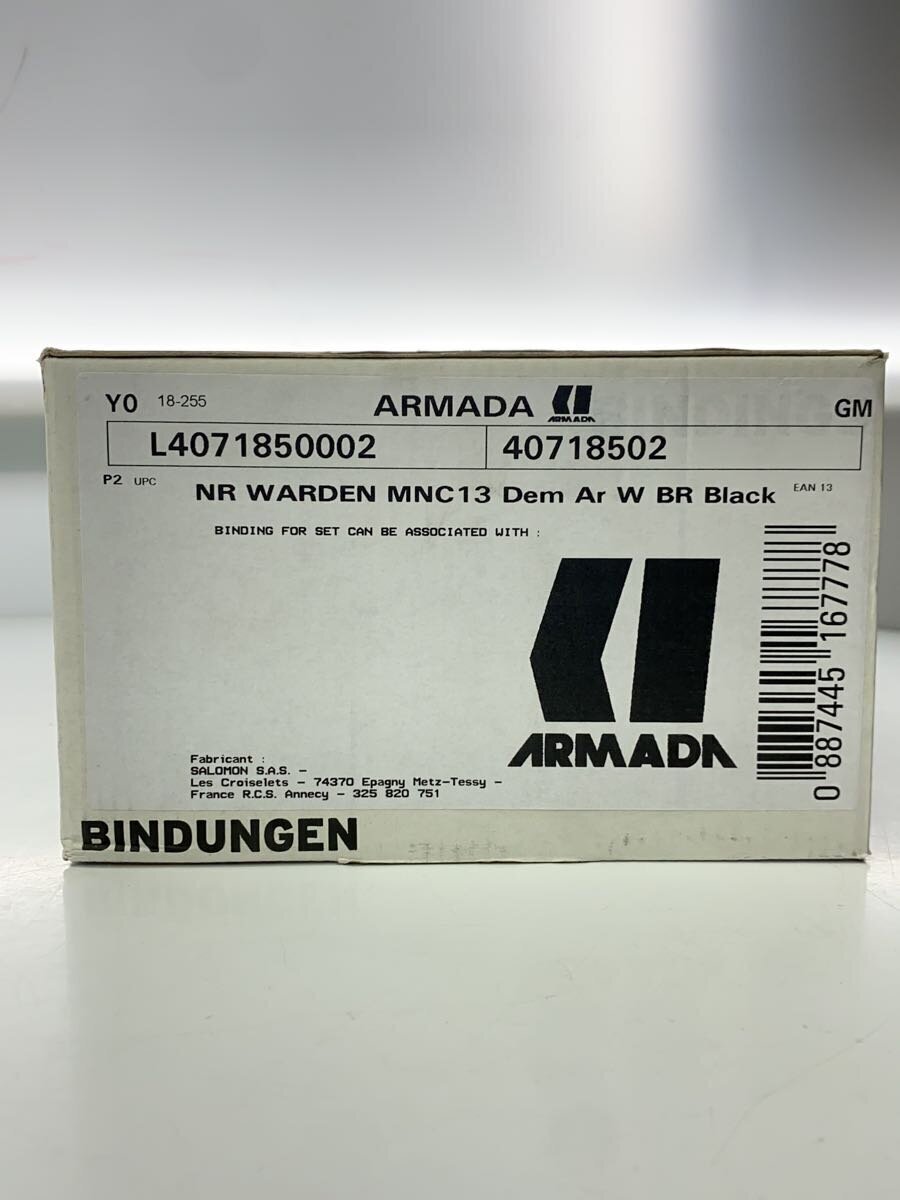 Y0 18-255 ARMADA ARMADA GM
L4071850002 40718502
P2 UPC NR WARDEN MNC13 Dem Ar W BR Black EAN 13
BINDING FOR SET CAN BE ASSOCIATED WITH :
ARMADA
0 887445 167778
Fabricant :
SALOMON S.A.S. -
Les Croiselets - 74370 Epagny Metz-Tessy -
France R.C.S. Annecy - 325 820 751
BINDUNGEN